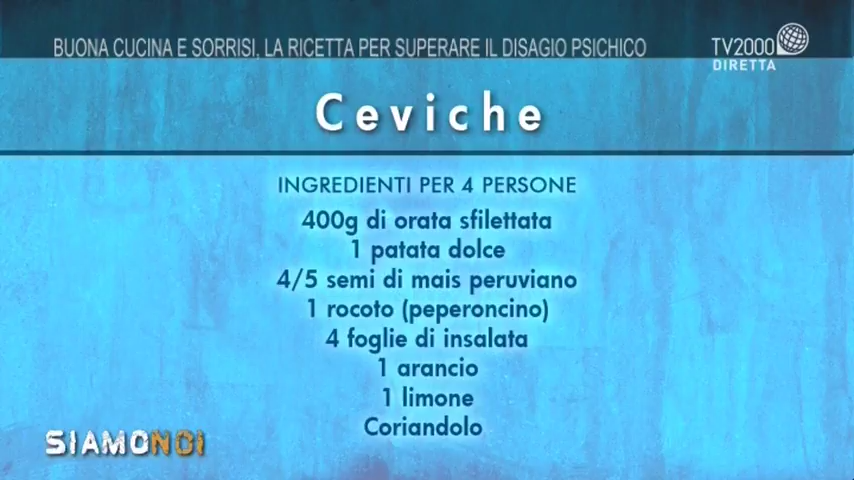 BUONA CUCINA E SORRISI, LA RICETTA PER SUPERARE IL DISAGIO PSICHICO
TV2000
DIRETTA
Ceviche
INGREDIENTI PER 4 PERSONE
400g di orata sfilettata
1 patata dolce
4/5 semi di mais peruviano
1 rocoto (peperoncino)
4 foglie di insalata
1 arancio
1 limone
Coriandolo
SIAMONOI